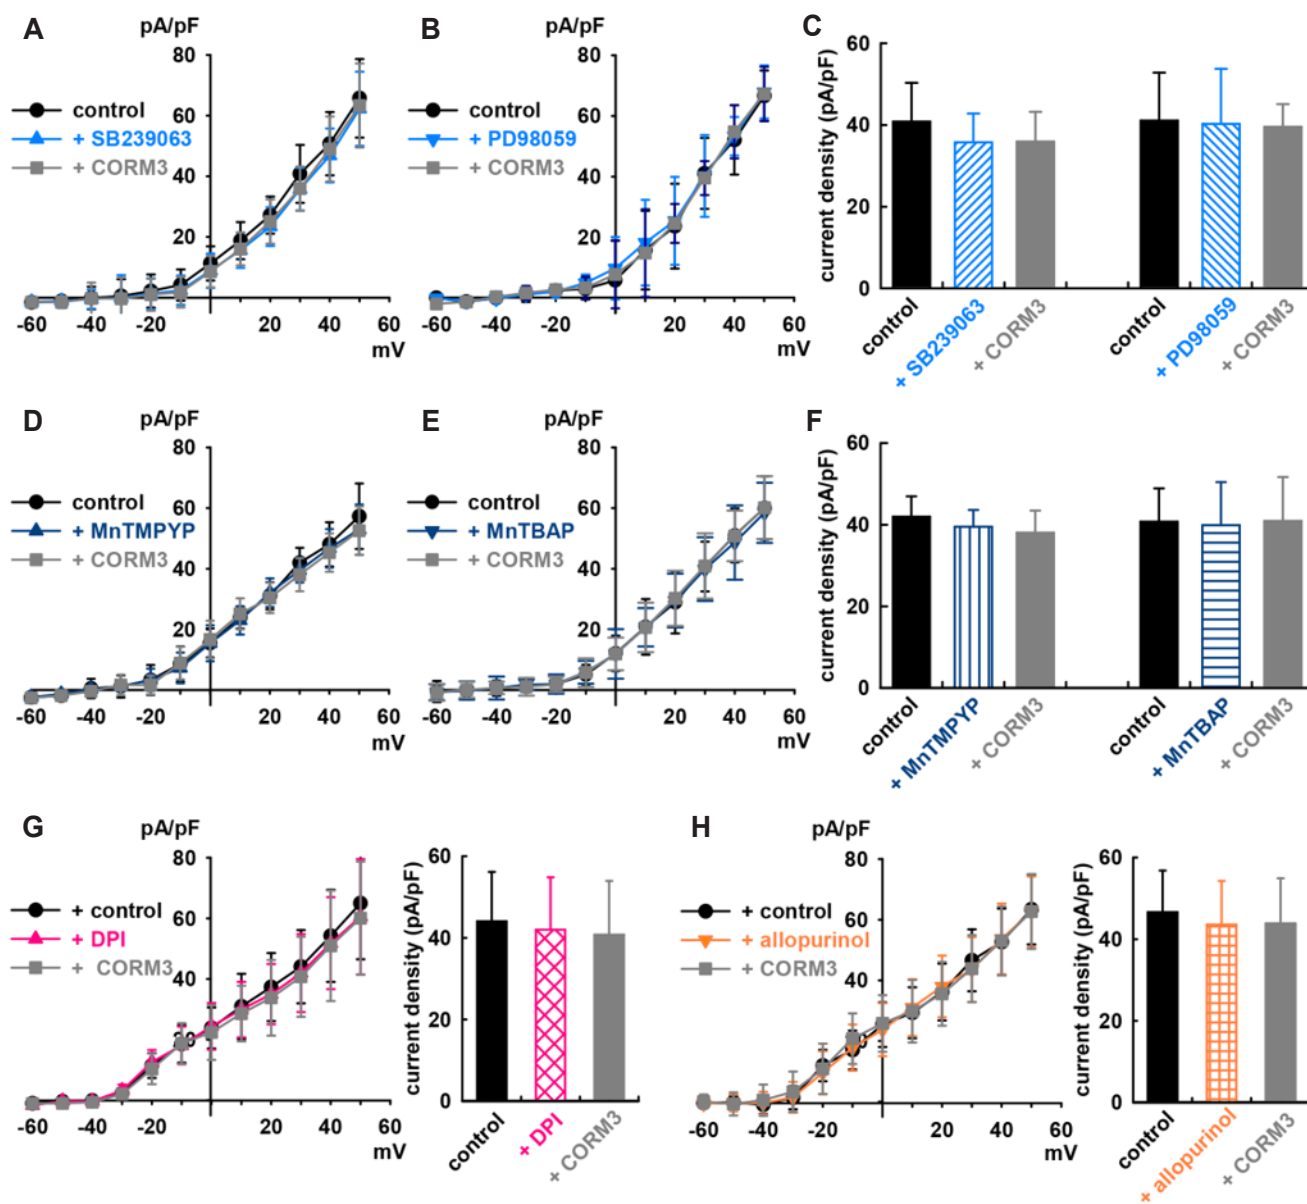 A
pA/pF
80
60
40
20
-60
-40
-20
20
40
60
mV
control
+ SB239063
+ CORM3
B
pA/pF
80
60
40
20
-60
-40
-20
20
40
60
mV
control
+ PD98059
+ CORM3
C
current density (pA/pF)
60
40
20
0
control
+ SB239063
+ CORM3
control
+ PD98059
+ CORM3
D
pA/pF
80
60
40
20
-60
-40
-20
20
40
60
mV
control
+ MnTMPYP
+ CORM3
E
pA/pF
80
60
40
20
-60
-40
-20
20
40
60
mV
control
+ MnTBAP
+ CORM3
F
current density (pA/pF)
60
40
20
0
control
+ MnTMPYP
+ CORM3
control
+ MnTBAP
+ CORM3
G
pA/pF
80
60
40
-60
-40
-20
20
40
60
mV
+ control
+ DPI
+ CORM3
current density (pA/pF)
60
40
20
0
control
+ DPI
+ CORM3
H
pA/pF
80
60
40
-60
-40
-20
20
40
60
mV
+ control
+ allopurinol
+ CORM3
current density (pA/pF)
60
40
20
0
control
+ allopurinol
+ CORM3